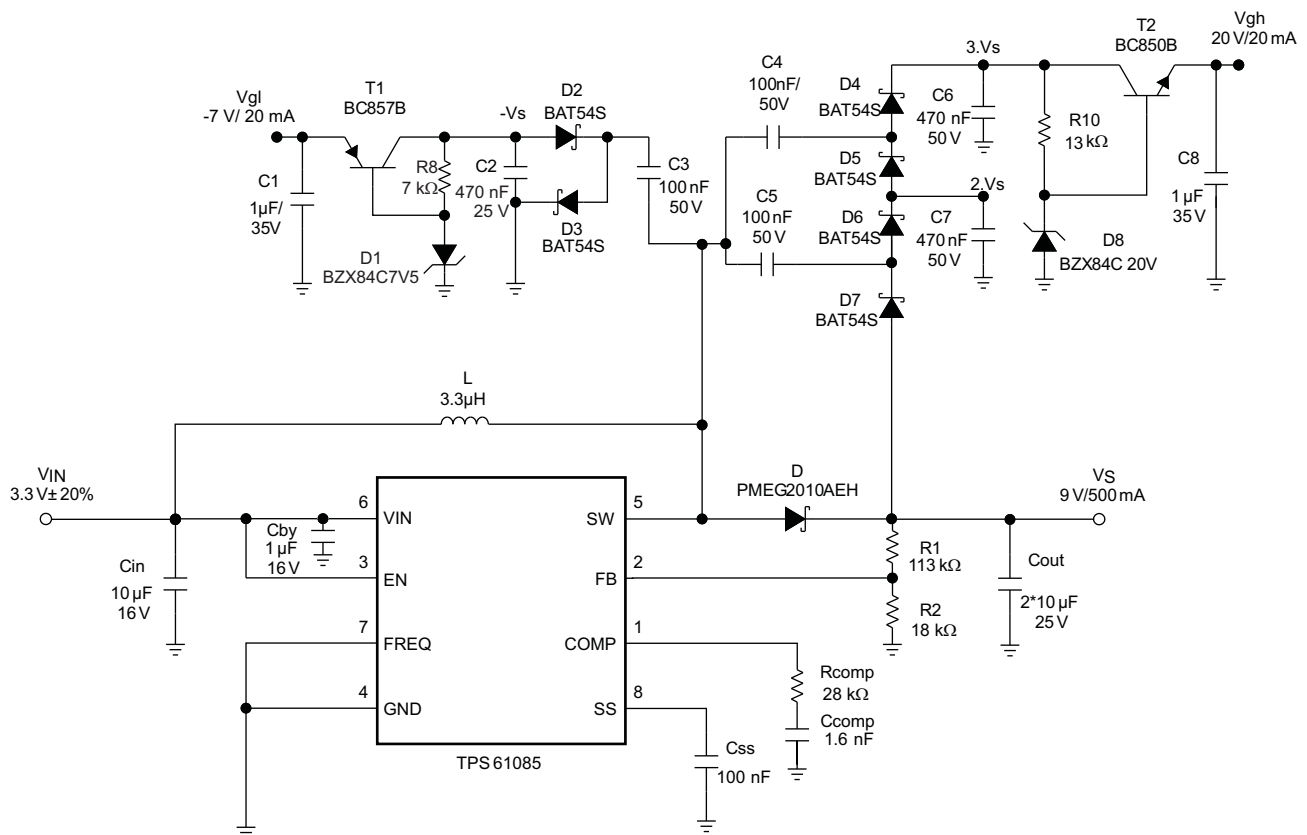 T2
BC850B
Vgh
20 V/20 mA
3.Vs
C4
100nF/
50V
D4
BAT54S
C6
470 nF
50 V
R10
13 kΩ
C8
1 µF
35 V
T1
BC857B
Vgl
-7 V/ 20 mA
D2
BAT54S
-Vs
C1
1µF/
35V
R8
7 kΩ
C2
470 nF
25 V
C3
100 nF
50 V
D3
BAT54S
D5
BAT54S
2.Vs
C5
100 nF
50 V
D6
BAT54S
C7
470 nF
50 V
D1
BZX84C7V5
D8
BZX84C 20V
D7
BAT54S
L
3.3µH
VIN
3.3 V± 20%
D
PMEG2010AEH
VS
9 V/500 mA
Cin
10 µF
16 V
Cby
1 µF
16 V
6
VIN
3
EN
7
FREQ
4
GND
SW
5
FB
2
COMP
1
SS
8
TPS 61085
R1
113 kΩ
R2
18 kΩ
Cout
2*10 µF
25 V
Rcomp
28 kΩ
Ccomp
1.6 nF
Css
100 nF